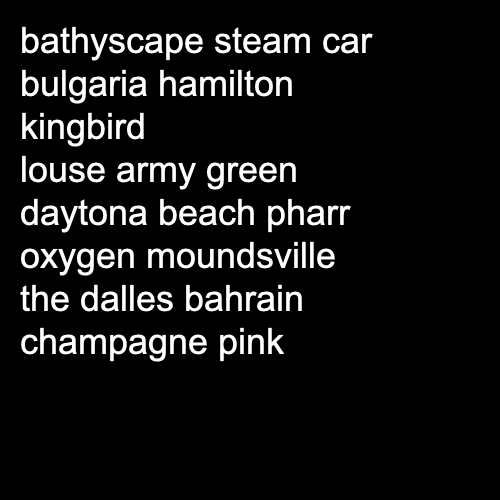 bathyscape steam car
bulgaria hamilton
kingbird
louse army green
daytona beach pharr
oxygen moundsville
the dalles bahrain
champagne pink